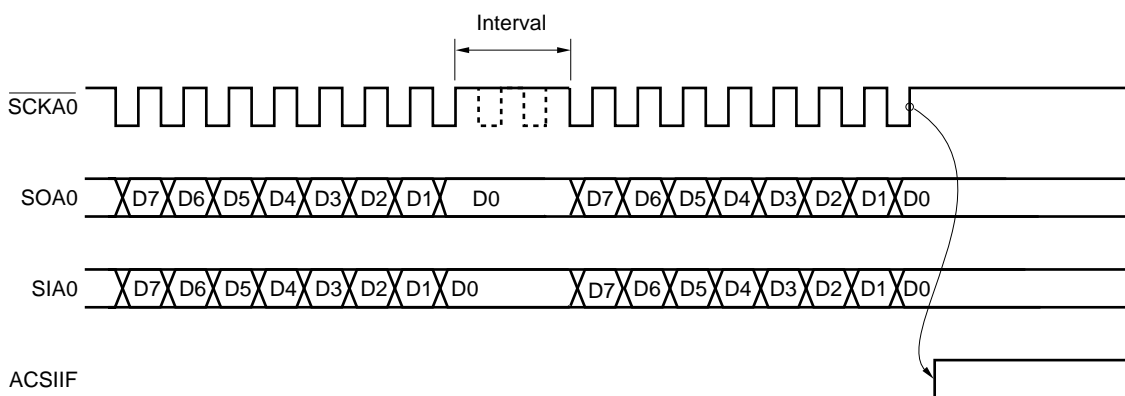 Interval
SCKA0
SOA0 D7 D6 D5 D4 D3 D2 D1 D0 D7 D6 D5 D4 D3 D2 D1 D0
SIA0 D7 D6 D5 D4 D3 D2 D1 D0 D7 D6 D5 D4 D3 D2 D1 D0
ACSIIF